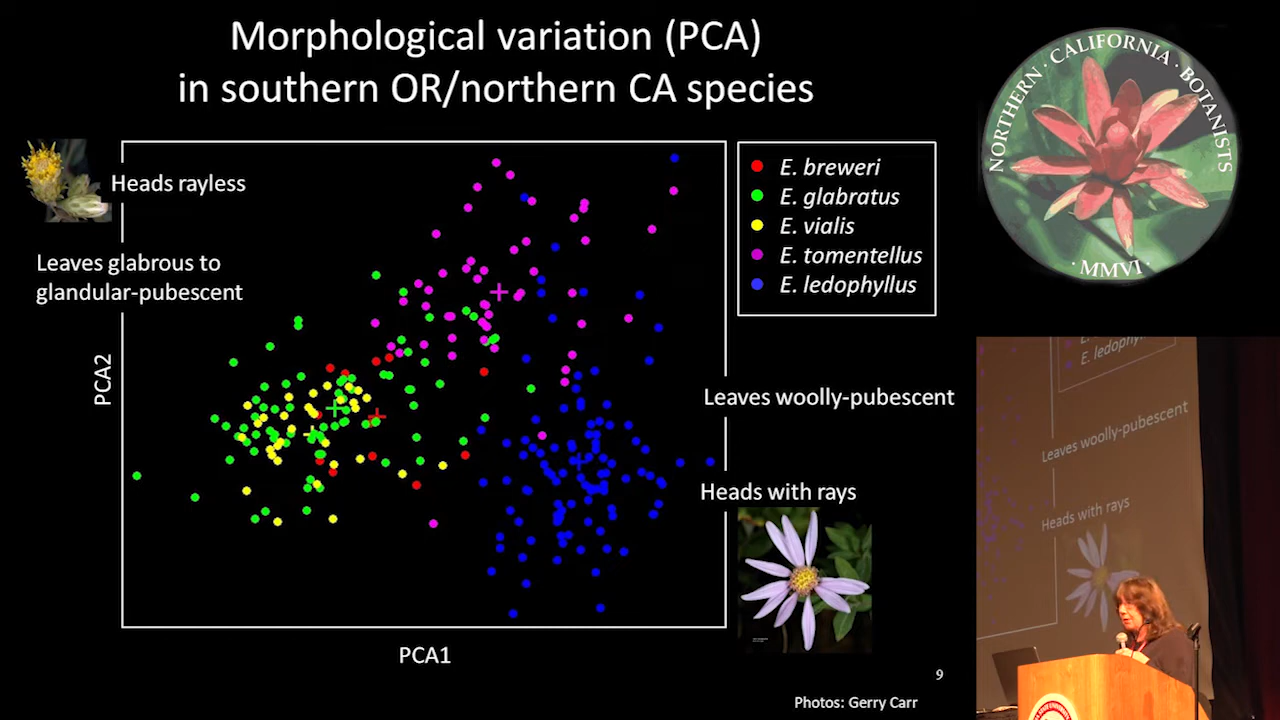 Morphological variation (PCA)
in southern OR/northern CA species
NORTHERN · CALIFORNIA · BOTANISTS
· MMVI ·
Heads rayless
Leaves glabrous to
glandular-pubescent
E. breweri
E. glabratus
E. vialis
E. tomentellus
E. ledophyllus
PCA2
Leaves woolly-pubescent
Heads with rays
PCA1
9
Photos: Gerry Carr
Leaves woolly-pubescent
Heads with rays